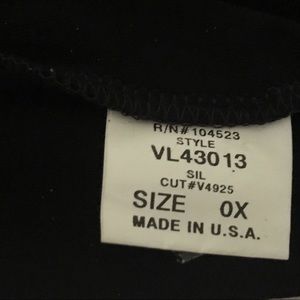 R/N# 104523
STYLE
VL43013
SIL
CUT#V4925
SIZE 0X
MADE IN U.S.A.